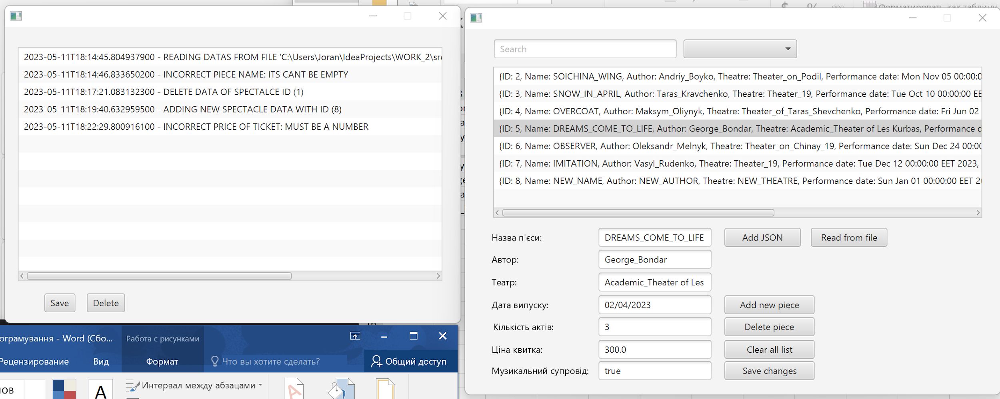 Форматировать как таблицу
2023-05-11T18:14:45.804937900 - READING DATAS FROM FILE 'C:\Users\Joran\IdeaProjects\WORK_2\src
2023-05-11T18:14:46.833650200 - INCORRECT PIECE NAME: ITS CANT BE EMPTY
2023-05-11T18:17:21.083132300 - DELETE DATA OF SPECTALCE ID (1)
2023-05-11T18:19:40.632959500 - ADDING NEW SPECTACLE DATA WITH ID (8)
2023-05-11T18:22:29.800916100 - INCORRECT PRICE OF TICKET: MUST BE A NUMBER
Save
Delete
Search
{ID: 2, Name: SOICHINA_WING, Author: Andriy_Boyko, Theatre: Theater_on_Podil, Performance date: Mon Nov 05 00:00:0
{ID: 3, Name: SNOW_IN_APRIL, Author: Taras_Kravchenko, Theatre: Theater_19, Performance date: Tue Oct 10 00:00:00 EE
{ID: 4, Name: OVERCOAT, Author: Maksym_Oliynyk, Theatre: Theater_of_Taras_Shevchenko, Performance date: Fri Jun 02
{ID: 5, Name: DREAMS_COME_TO_LIFE, Author: George_Bondar, Theatre: Academic_Theater of Les Kurbas, Performance d
{ID: 6, Name: OBSERVER, Author: Oleksandr_Melnyk, Theatre: Theater_on_Chinay_19, Performance date: Sun Dec 24 00:00
{ID: 7, Name: IMITATION, Author: Vasyl_Rudenko, Theatre: Theater_19, Performance date: Tue Dec 12 00:00:00 EET 2023,
{ID: 8, Name: NEW_NAME, Author: NEW_AUTHOR, Theatre: NEW_THEATRE, Performance date: Sun Jan 01 00:00:00 EET 20
Назва п'єси: DREAMS_COME_TO_LIFE Add JSON Read from file
Автор: George_Bondar
Театр: Academic_Theater of Les
Дата випуску: 02/04/2023 Add new piece
Кількість актів: 3 Delete piece
Ціна квитка: 300.0 Clear all list
Музикальний супровід: true Save changes
ограмування - Word (Сбо... Работа с рисунками
Рецензирование Вид Формат Что вы хотите сделать? Общий доступ
Интервал между абзацами